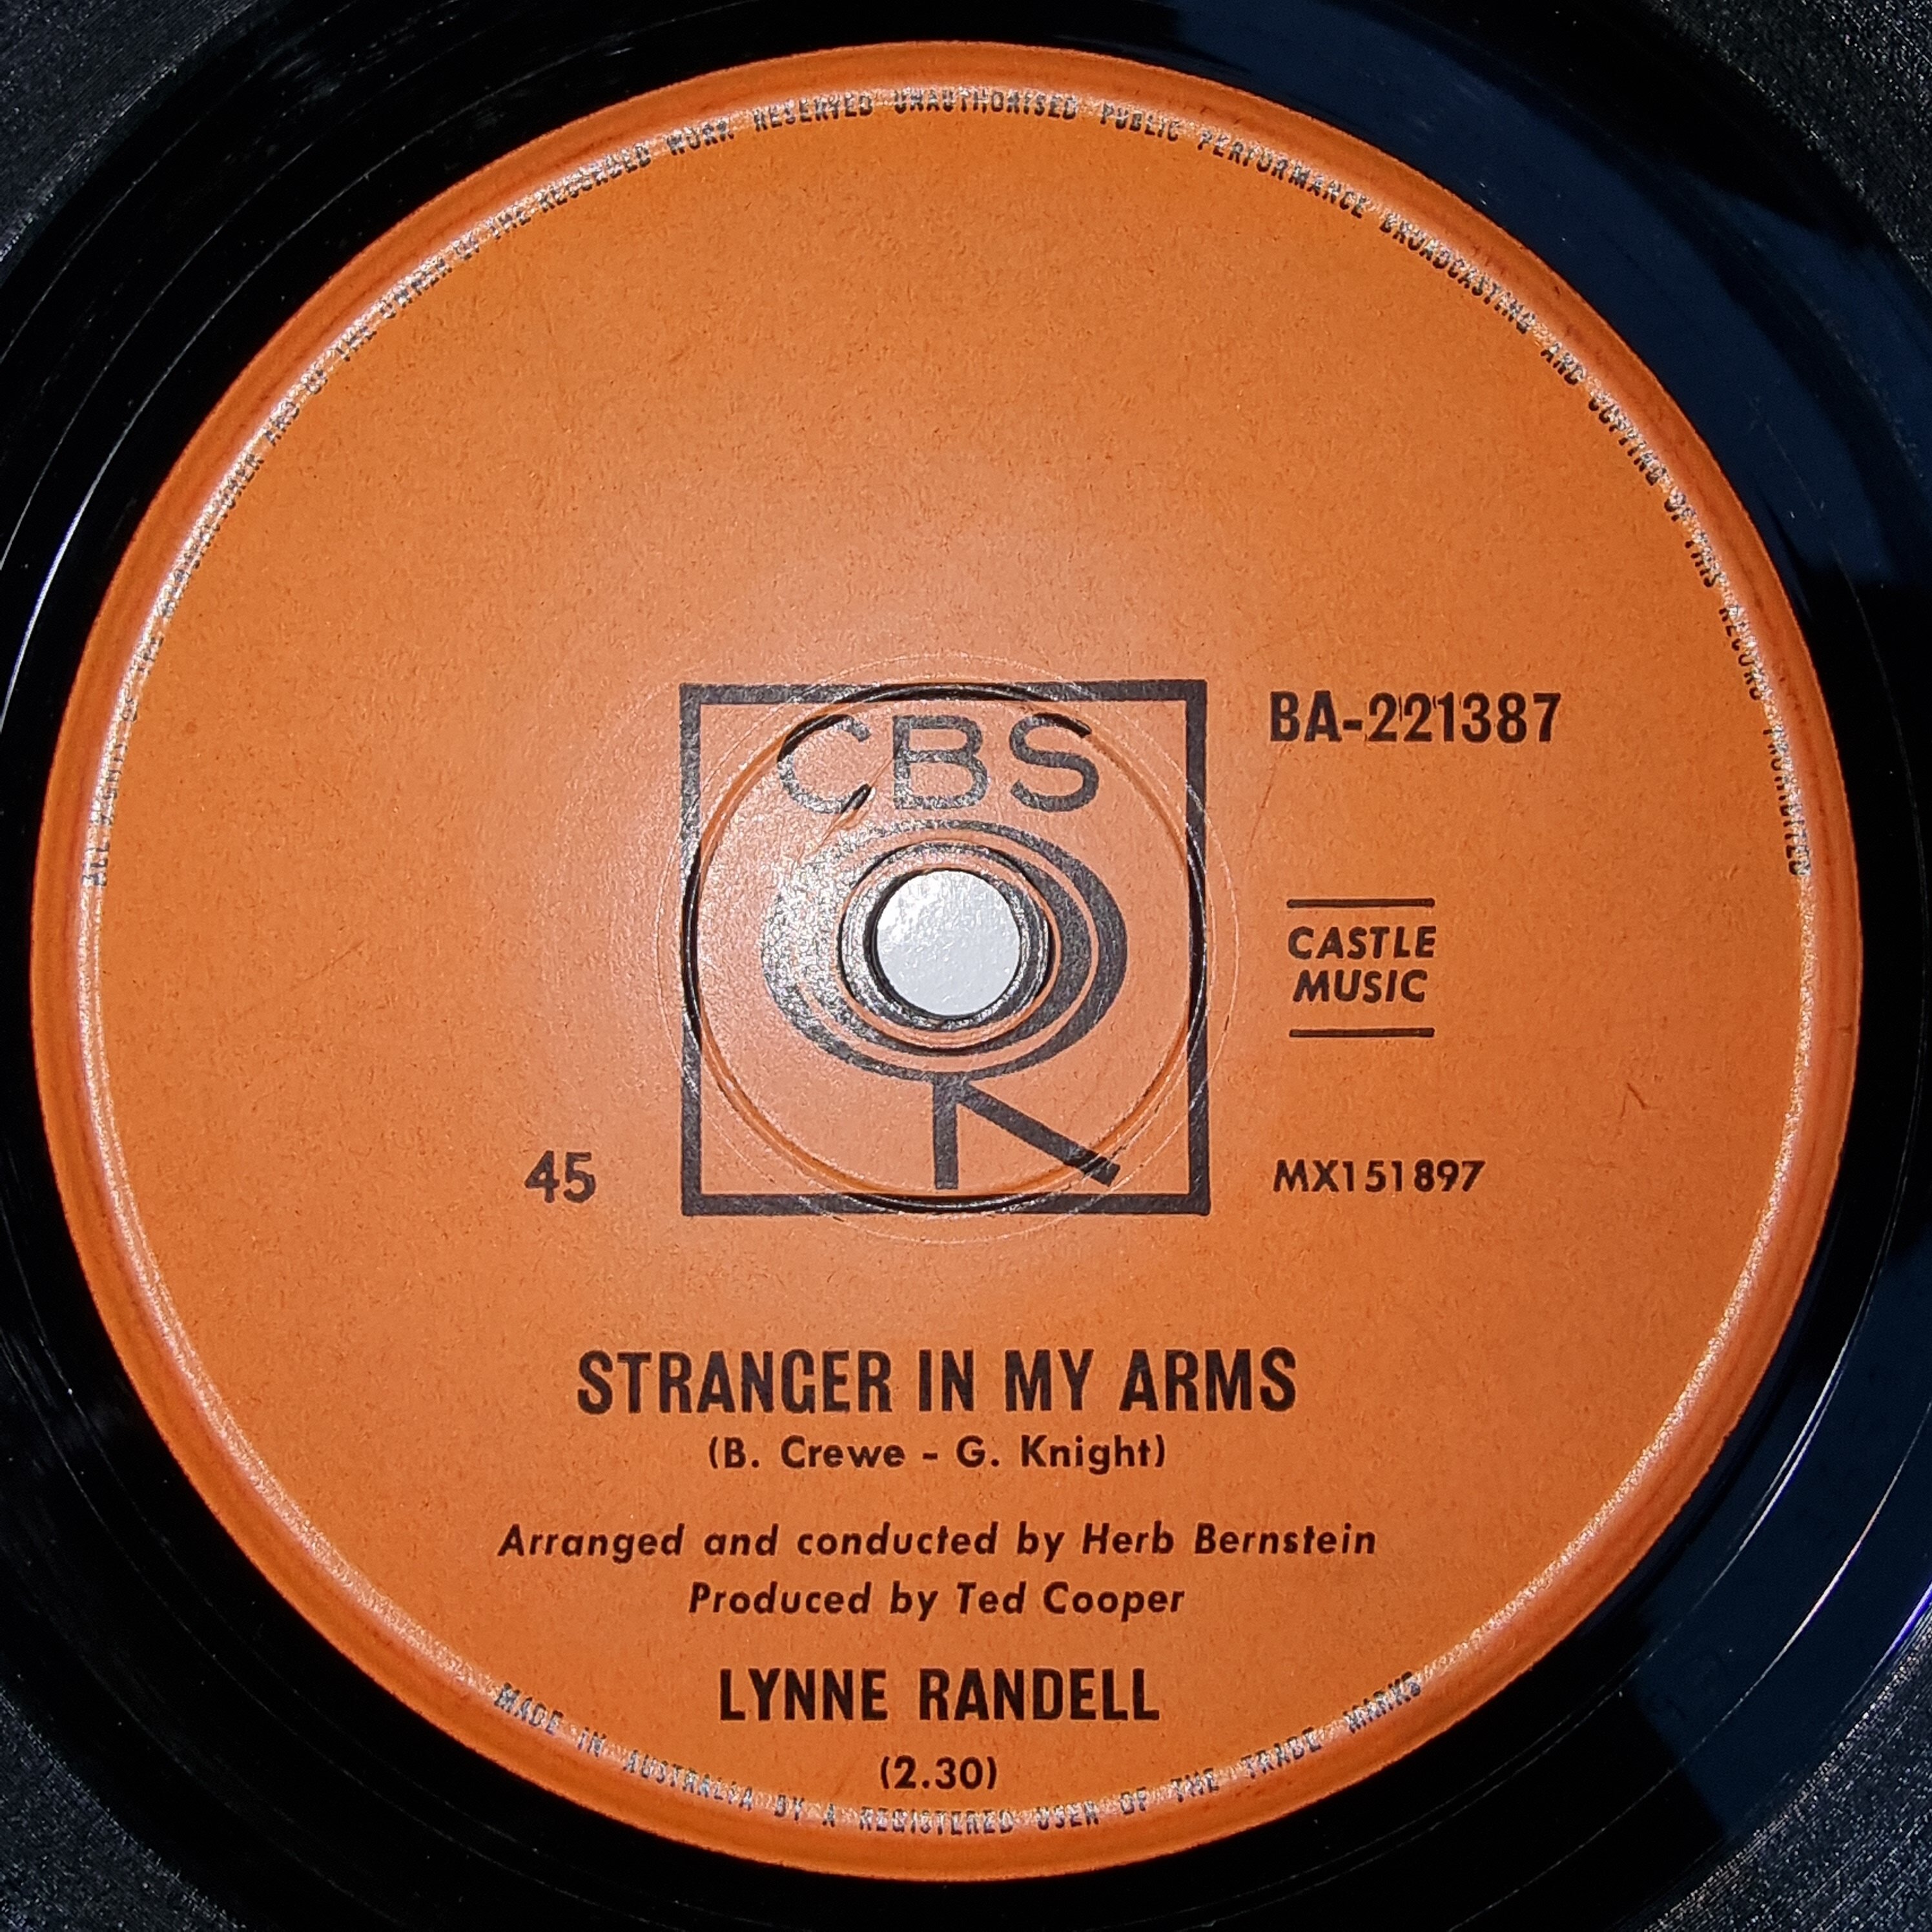 ALL RIGHTS OF THE MANUFACTURER AND OF THE OWNER OF THE RECORDED WORK RESERVED UNAUTHORISED PUBLIC PERFORMANCE BROADCASTING AND COPYING OF THIS RECORD PROHIBITED
CBS
BA-221387
CASTLE
MUSIC
45
MX151897
STRANGER IN MY ARMS
(B. Crewe - G. Knight)
Arranged and conducted by Herb Bernstein
Produced by Ted Cooper
LYNNE RANDELL
(2.30)
MADE IN AUSTRALIA BY A REGISTERED USER OF THE TRADE MARKS